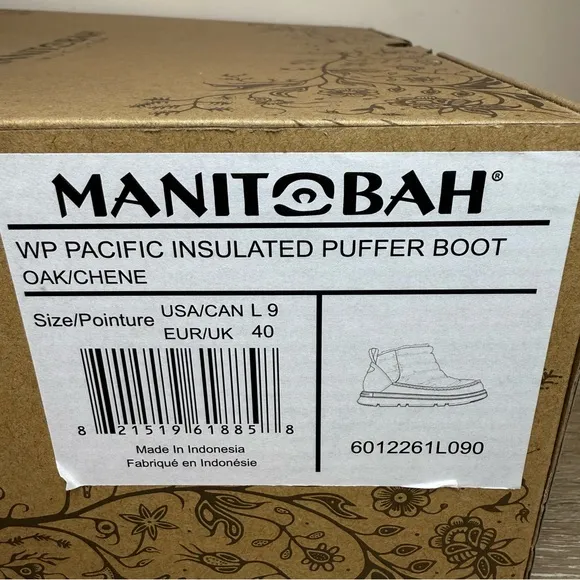 MANITOBAH®
WP PACIFIC INSULATED PUFFER BOOT
OAK/CHENE
Size/Pointure USA/CAN L 9
EUR/UK 40
8 21519 61885 8
Made In Indonesia
Fabriqué en Indonésie
6012261L090